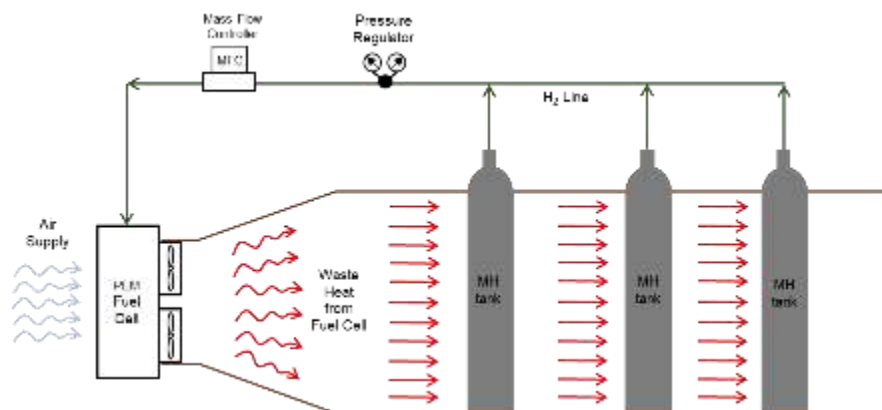 Mass Flow
Controller
MFC
Pressure
Regulator
H₂ Line
Air
Supply
PEM
Fuel
Cell
Waste
Heat
from
Fuel Cell
MH
tank
MH
tank
MH
tank